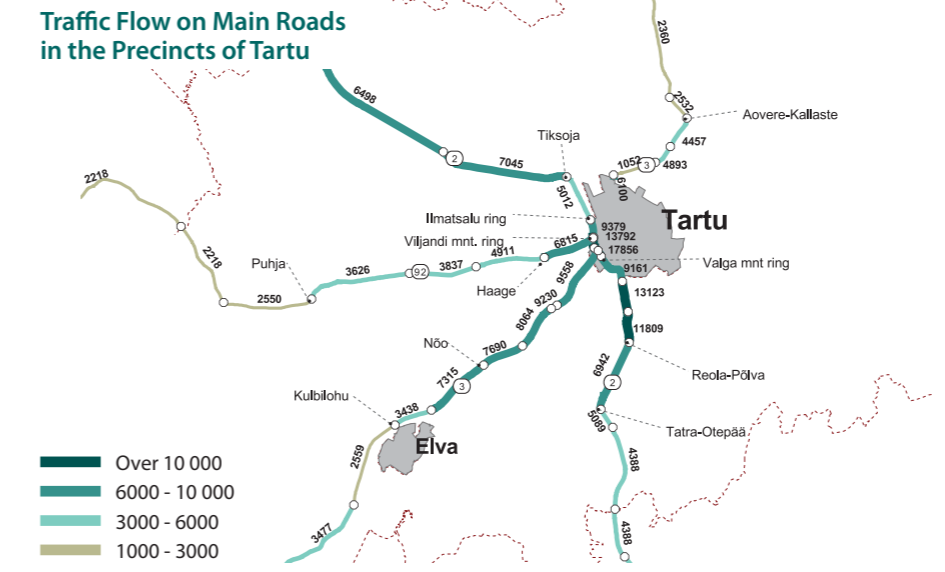 Traffic Flow on Main Roads
in the Precincts of Tartu
2360
2532
Aovere-Kallaste
4457
3
4893
1052
6100
6498
2
7045
Tiksoja
5012
Tartu
Ilmatsalu ring
9379
Viljandi mnt. ring
13792
17856
Valga mnt ring
9161
2218
2218
2550
Puhja
3626
92
3837
4911
6815
Haage
9558
9230
8064
7690
Nõo
7315
3
3438
Kulbilohu
Elva
2559
3477
13123
11809
Reola-Põlva
6942
2
5089
Tatra-Otepää
4388
4388
Over 10 000
6000 - 10 000
3000 - 6000
1000 - 3000